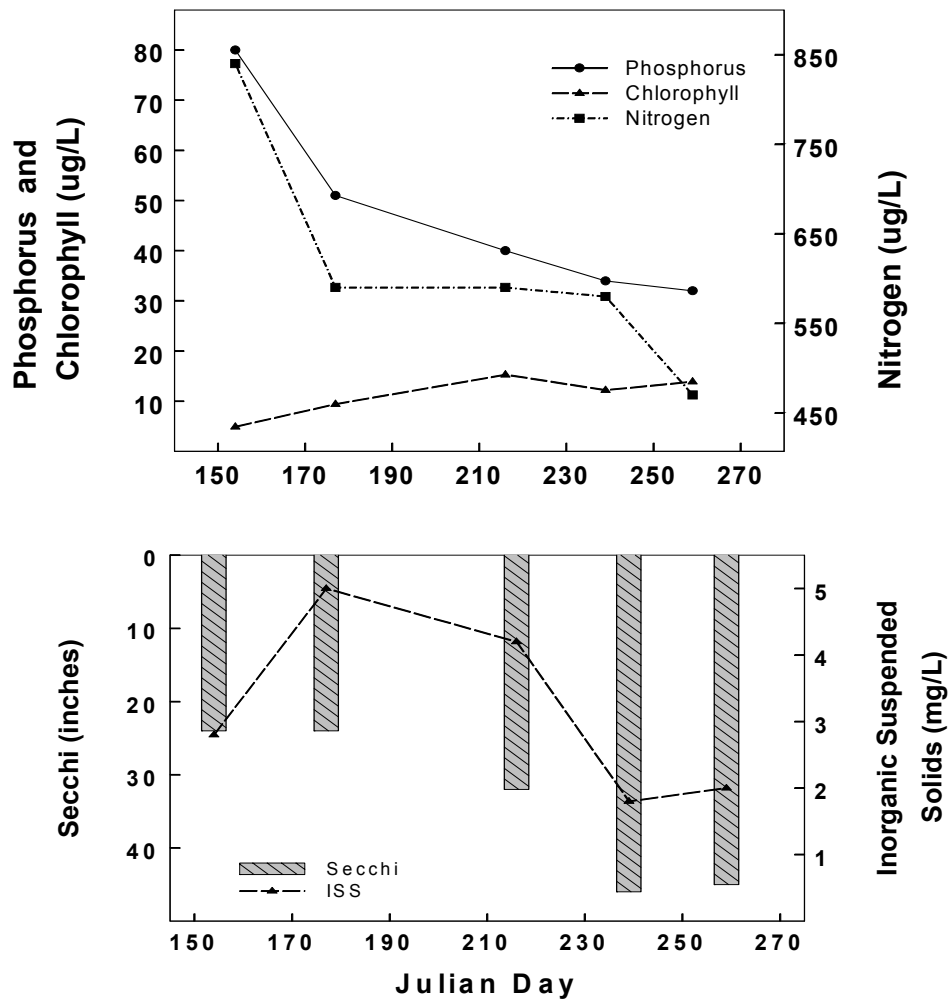 80
70
60
50
40
30
20
10
Phosphorus and
Chlorophyll (ug/L)
Phosphorus
Chlorophyll
Nitrogen
850
750
650
550
450
Nitrogen (ug/L)
150 170 190 210 230 250 270
0
10
20
30
40
Secchi (inches)
Secchi
ISS
5
4
3
2
1
Inorganic Suspended
Solids (mg/L)
150 170 190 210 230 250 270
Julian Day